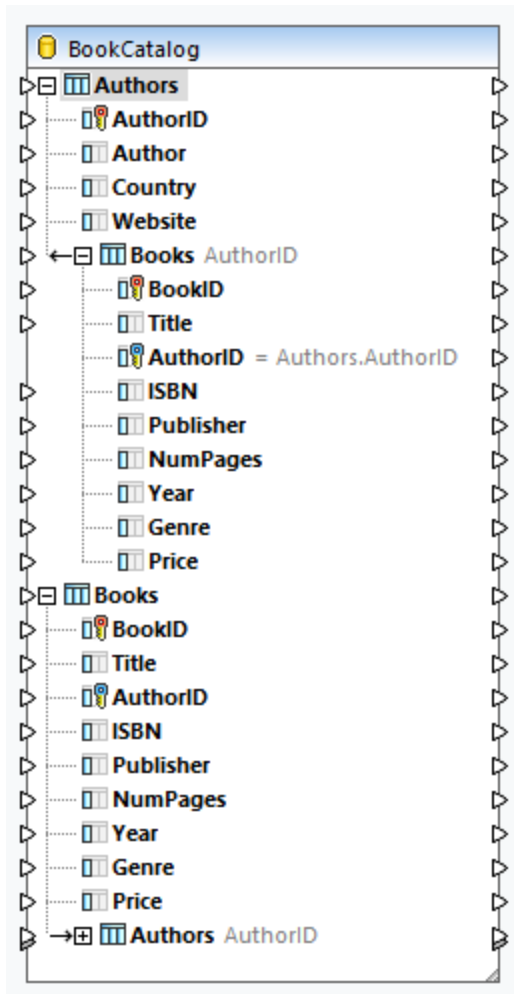 BookCatalog
Authors
AuthorID
Author
Country
Website
Books AuthorID
BookID
Title
AuthorID = Authors.AuthorID
ISBN
Publisher
NumPages
Year
Genre
Price
Books
BookID
Title
AuthorID
ISBN
Publisher
NumPages
Year
Genre
Price
Authors AuthorID